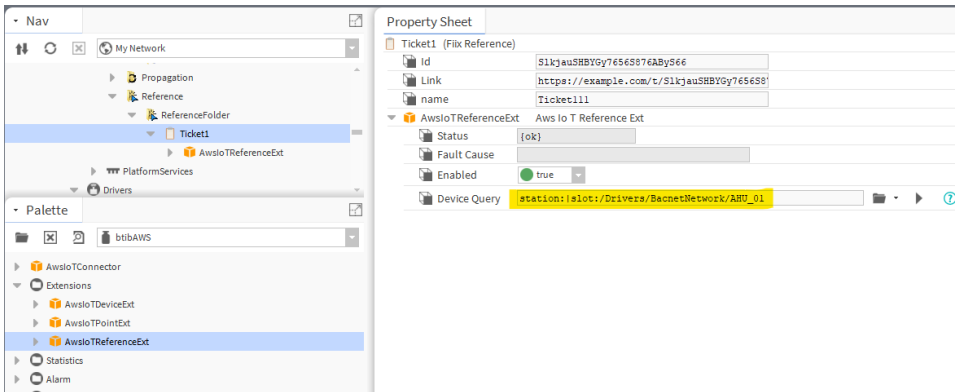 Nav
My Network
Propagation
Reference
ReferenceFolder
Ticket1
AwsIoTReferenceExt
PlatformServices
Drivers
Palette
btibAWS
AwsIoTConnector
Extensions
AwsIoTDeviceExt
AwsIoTPointExt
AwsIoTReferenceExt
Statistics
Alarm
Property Sheet
Ticket1 (Fiix Reference)
Id S1kjauSHBYGy7656S876AByS66
Link https://example.com/t/S1kjauSHBYGy7656S8
name Ticket111
AwsIoTReferenceExt Aws Io T Reference Ext
Status {ok}
Fault Cause
Enabled true
Device Query station:|slot:/Drivers/BacnetNetwork/AHU_01